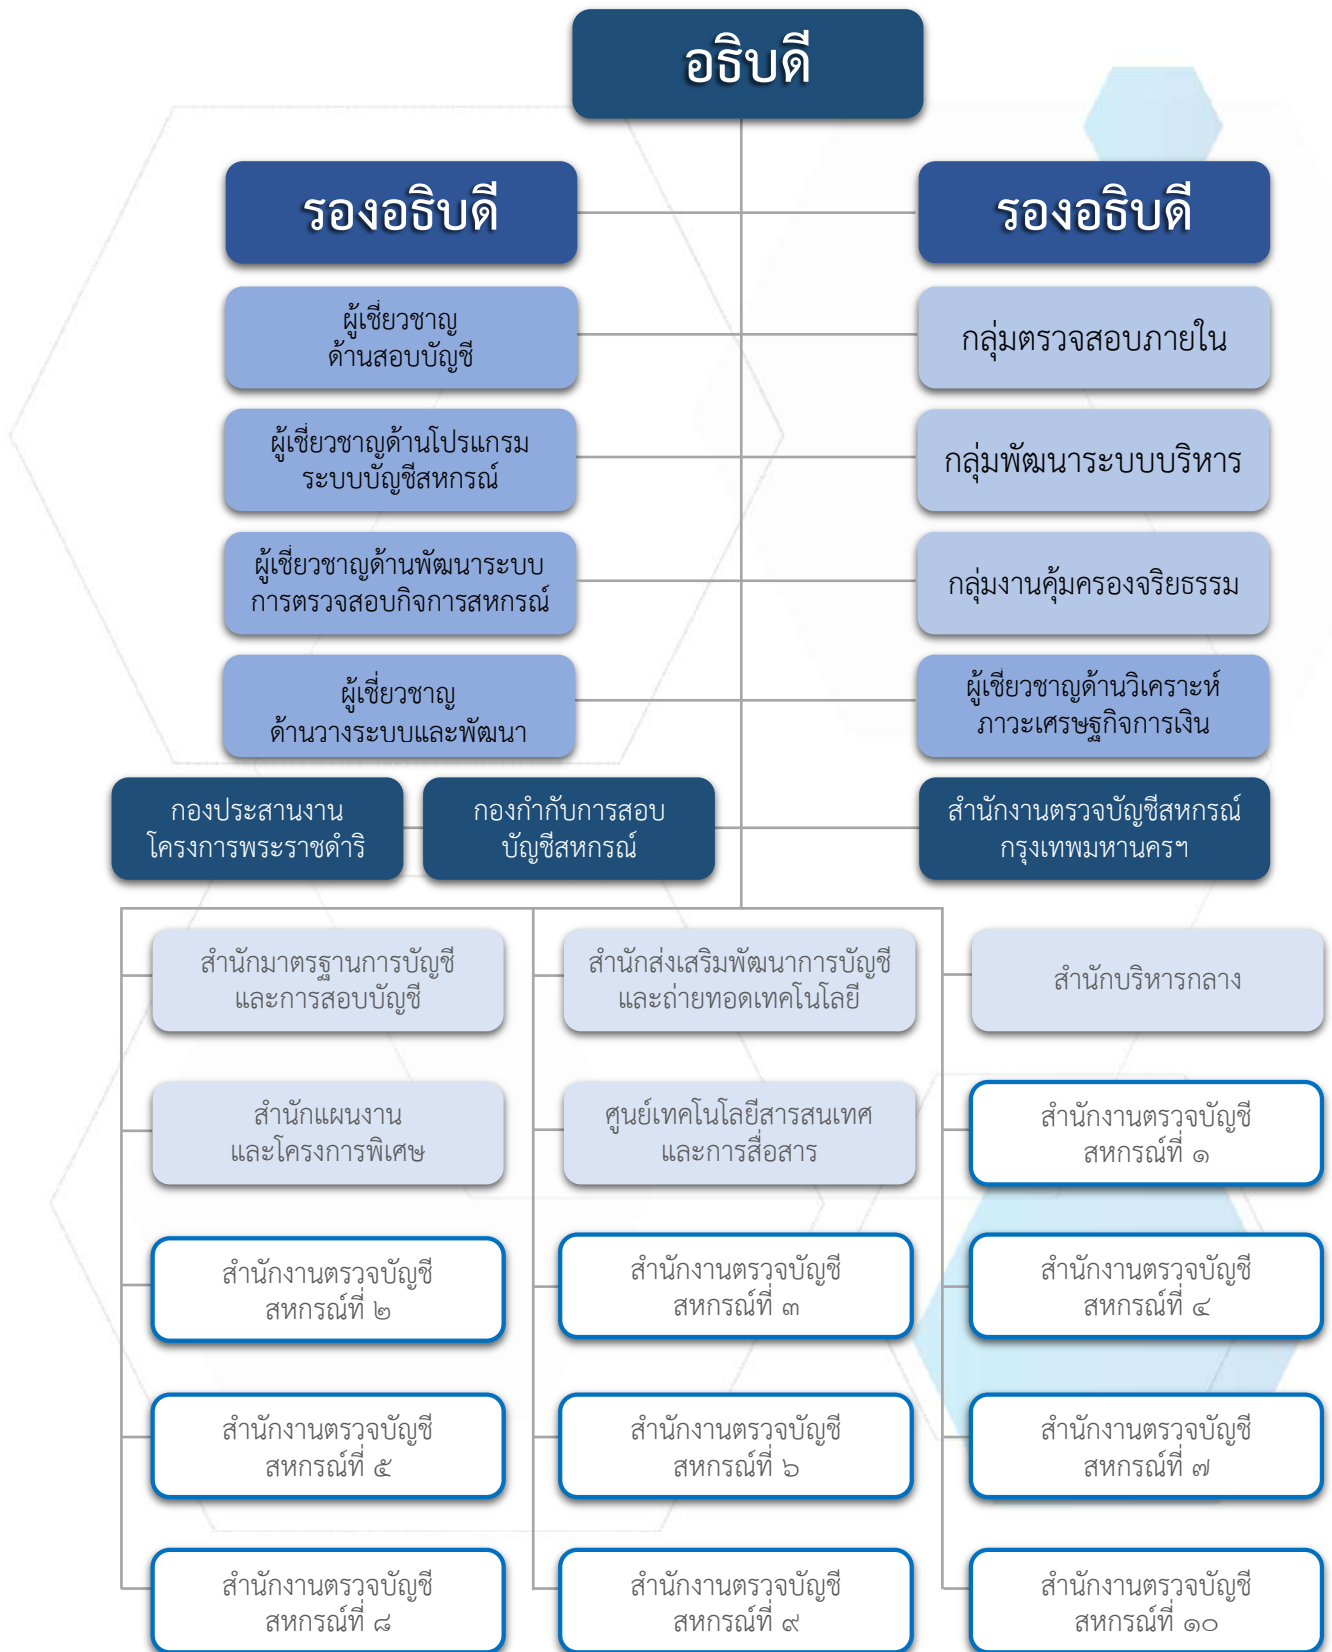 อธิบดี
รองอธิบดี
รองอธิบดี
ผู้เชี่ยวชาญ
ด้านสอบบัญชี
กลุ่มตรวจสอบภายใน
ผู้เชี่ยวชาญด้านโปรแกรม
ระบบบัญชีสหกรณ์
กลุ่มพัฒนาระบบบริหาร
ผู้เชี่ยวชาญด้านพัฒนาระบบ
การตรวจสอบกิจการสหกรณ์
กลุ่มงานคุ้มครองจริยธรรม
ผู้เชี่ยวชาญ
ด้านวางระบบและพัฒนา
ผู้เชี่ยวชาญด้านวิเคราะห์
ภาวะเศรษฐกิจการเงิน
กองประสานงาน
โครงการพระราชดำริ
กองกำกับการสอบ
บัญชีสหกรณ์
สำนักงานตรวจบัญชีสหกรณ์
กรุงเทพมหานครฯ
สำนักมาตรฐานการบัญชี
และการสอบบัญชี
สำนักส่งเสริมพัฒนาการบัญชี
และถ่ายทอดเทคโนโลยี
สำนักบริหารกลาง
สำนักแผนงาน
และโครงการพิเศษ
ศูนย์เทคโนโลยีสารสนเทศ
และการสื่อสาร
สำนักงานตรวจบัญชี
สหกรณ์ที่ ๑
สำนักงานตรวจบัญชี
สหกรณ์ที่ ๒
สำนักงานตรวจบัญชี
สหกรณ์ที่ ๓
สำนักงานตรวจบัญชี
สหกรณ์ที่ ๔
สำนักงานตรวจบัญชี
สหกรณ์ที่ ๕
สำนักงานตรวจบัญชี
สหกรณ์ที่ ๖
สำนักงานตรวจบัญชี
สหกรณ์ที่ ๗
สำนักงานตรวจบัญชี
สหกรณ์ที่ ๘
สำนักงานตรวจบัญชี
สหกรณ์ที่ ๙
สำนักงานตรวจบัญชี
สหกรณ์ที่ ๑๐